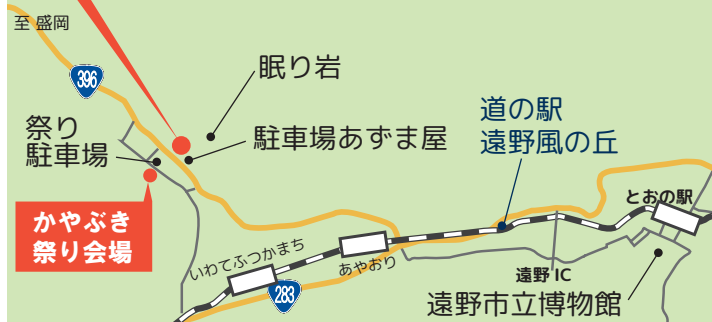 至 盛岡
396
眠り岩
祭り
駐車場
駐車場あずま屋
道の駅
遠野風の丘
とおの駅
かやぶき
祭り会場
いわてふつかまち
あやおり
283
遠野 IC
遠野市立博物館